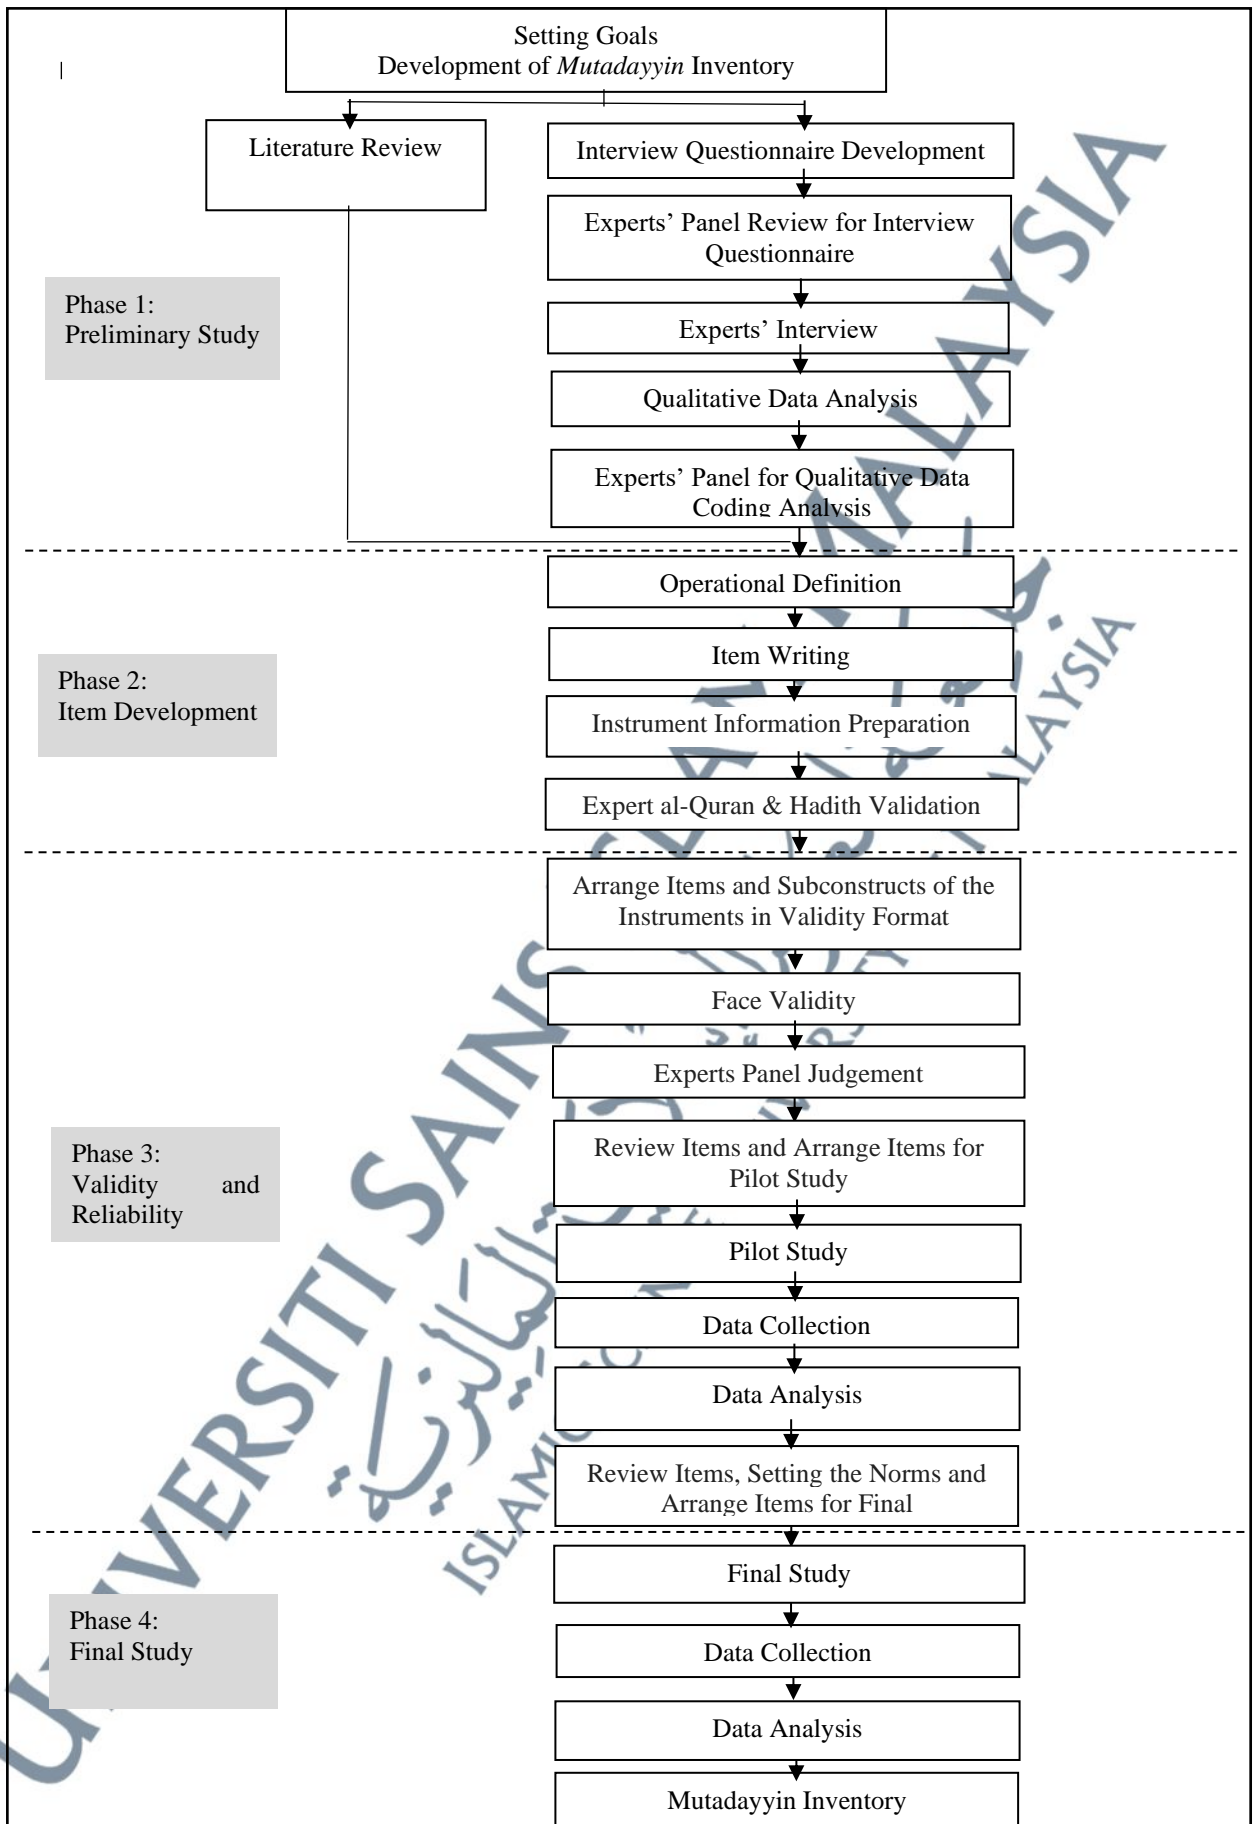 Setting Goals
Development of Mutadayyin Inventory
Literature Review
Interview Questionnaire Development
Experts’ Panel Review for Interview
Questionnaire
Phase 1:
Preliminary Study
Experts’ Interview
Qualitative Data Analysis
Experts’ Panel for Qualitative Data
Coding Analysis
Operational Definition
Item Writing
Phase 2:
Item Development
Instrument Information Preparation
Expert al-Quran & Hadith Validation
Arrange Items and Subconstructs of the
Instruments in Validity Format
Face Validity
Experts Panel Judgement
Phase 3:
Validity and
Reliability
Review Items and Arrange Items for
Pilot Study
Pilot Study
Data Collection
Data Analysis
Review Items, Setting the Norms and
Arrange Items for Final
Final Study
Phase 4:
Final Study
Data Collection
Data Analysis
Mutadayyin Inventory
UNIVERSITI SAINS ISLAM MALAYSIA